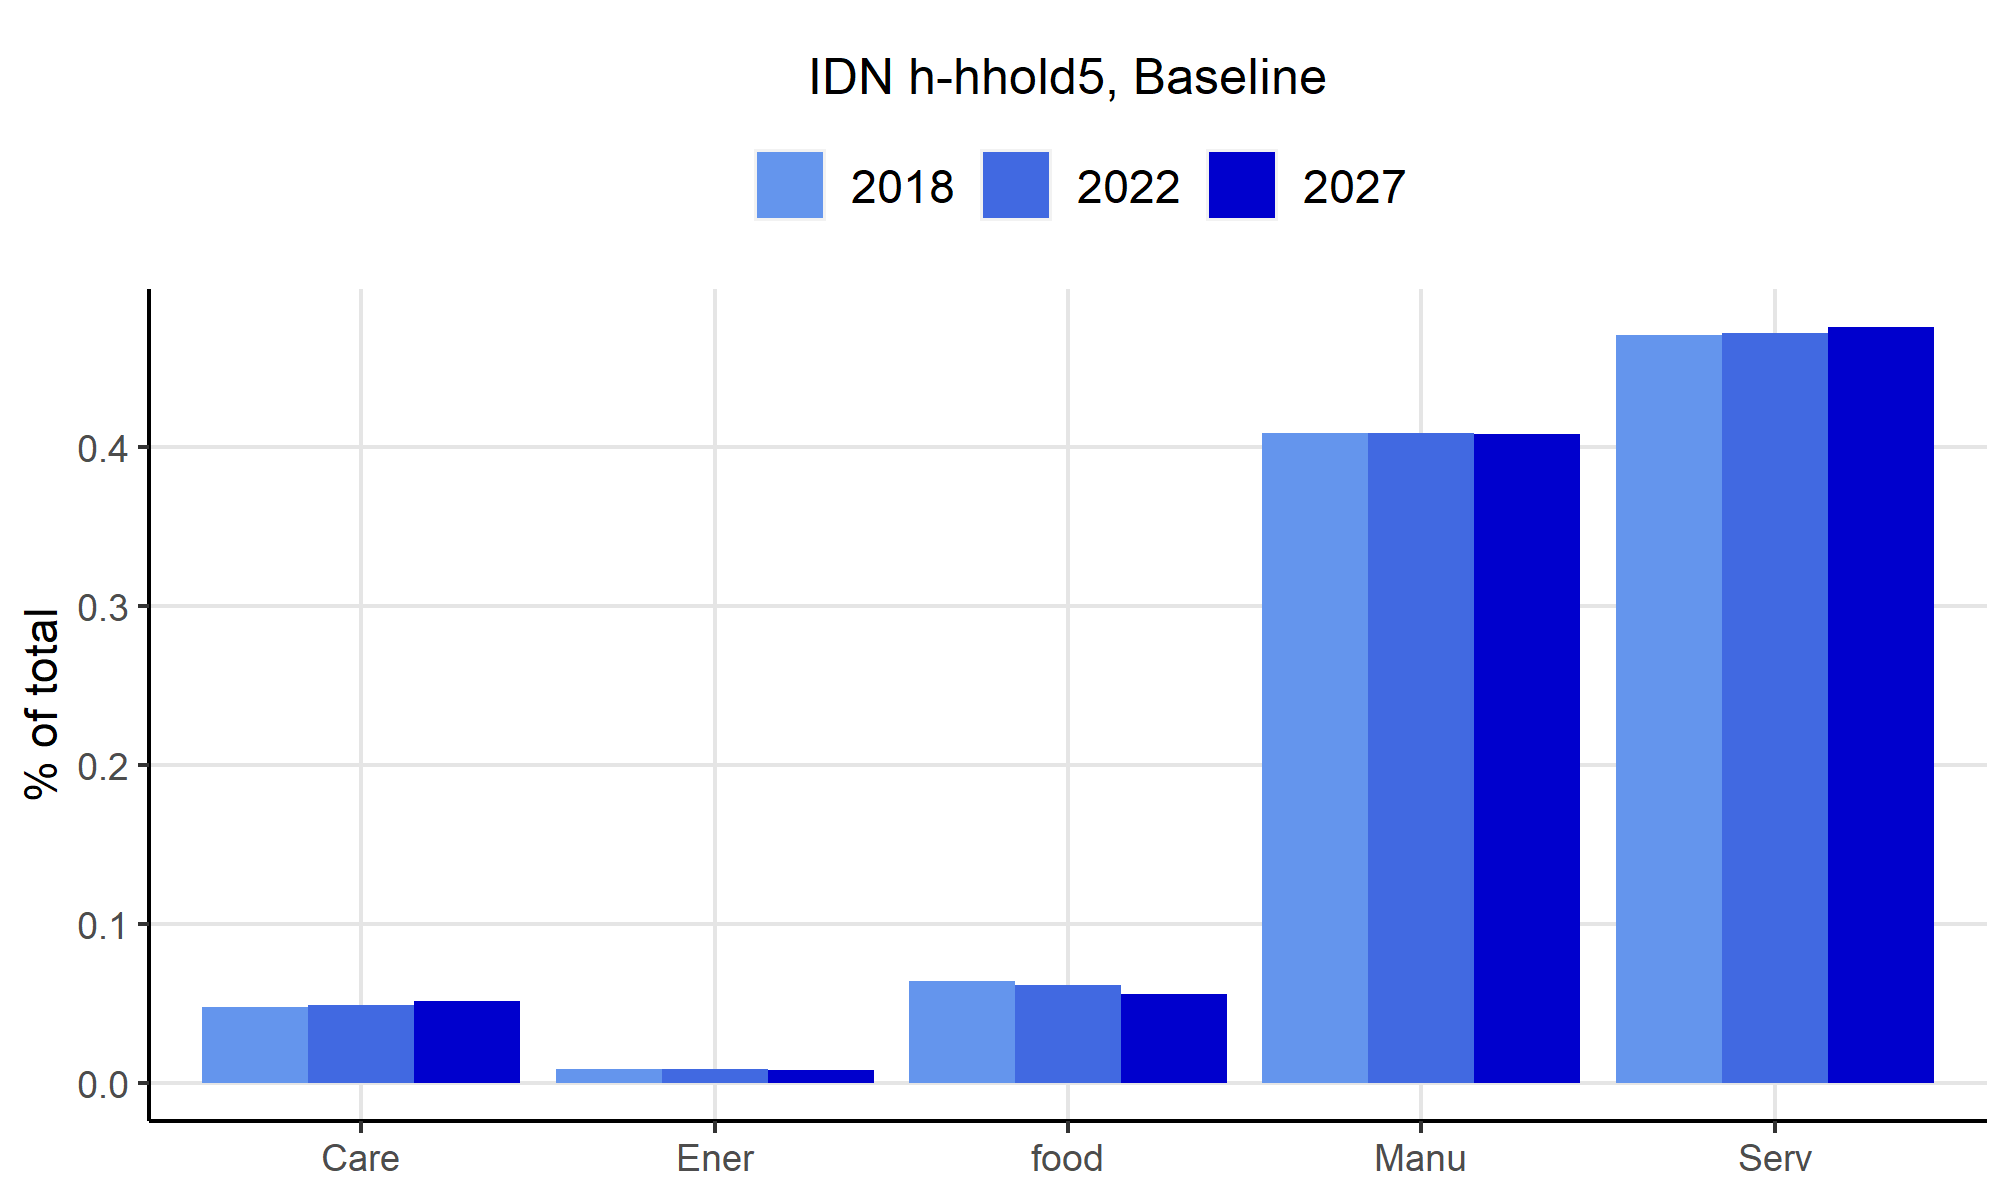 IDN h-hhold5, Baseline
2018 2022 2027
% of total
0.4
0.3
0.2
0.1
0.0
Care Ener food Manu Serv